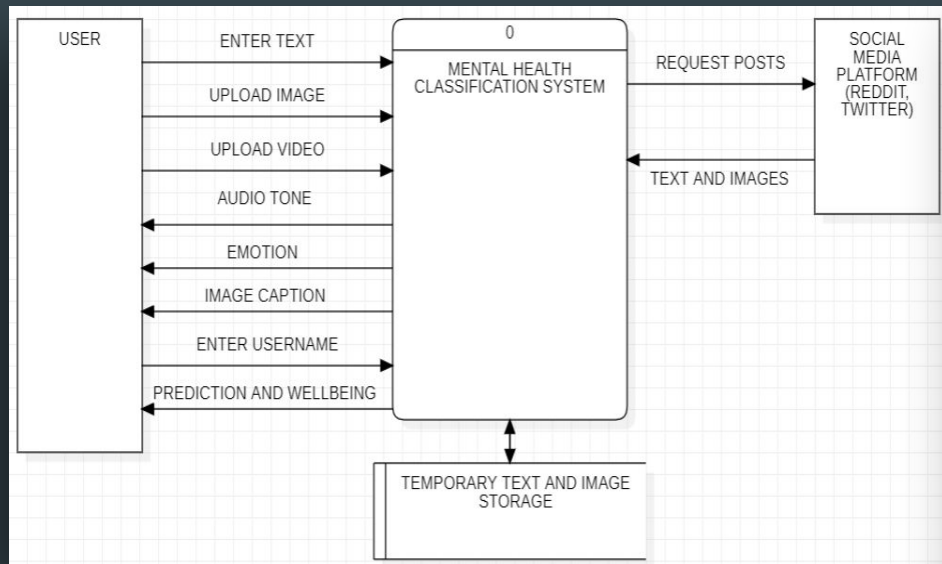 USER
ENTER TEXT
UPLOAD IMAGE
UPLOAD VIDEO
AUDIO TONE
EMOTION
IMAGE CAPTION
ENTER USERNAME
PREDICTION AND WELLBEING
0
MENTAL HEALTH
CLASSIFICATION SYSTEM
REQUEST POSTS
TEXT AND IMAGES
SOCIAL
MEDIA
PLATFORM
(REDDIT,
TWITTER)
TEMPORARY TEXT AND IMAGE
STORAGE